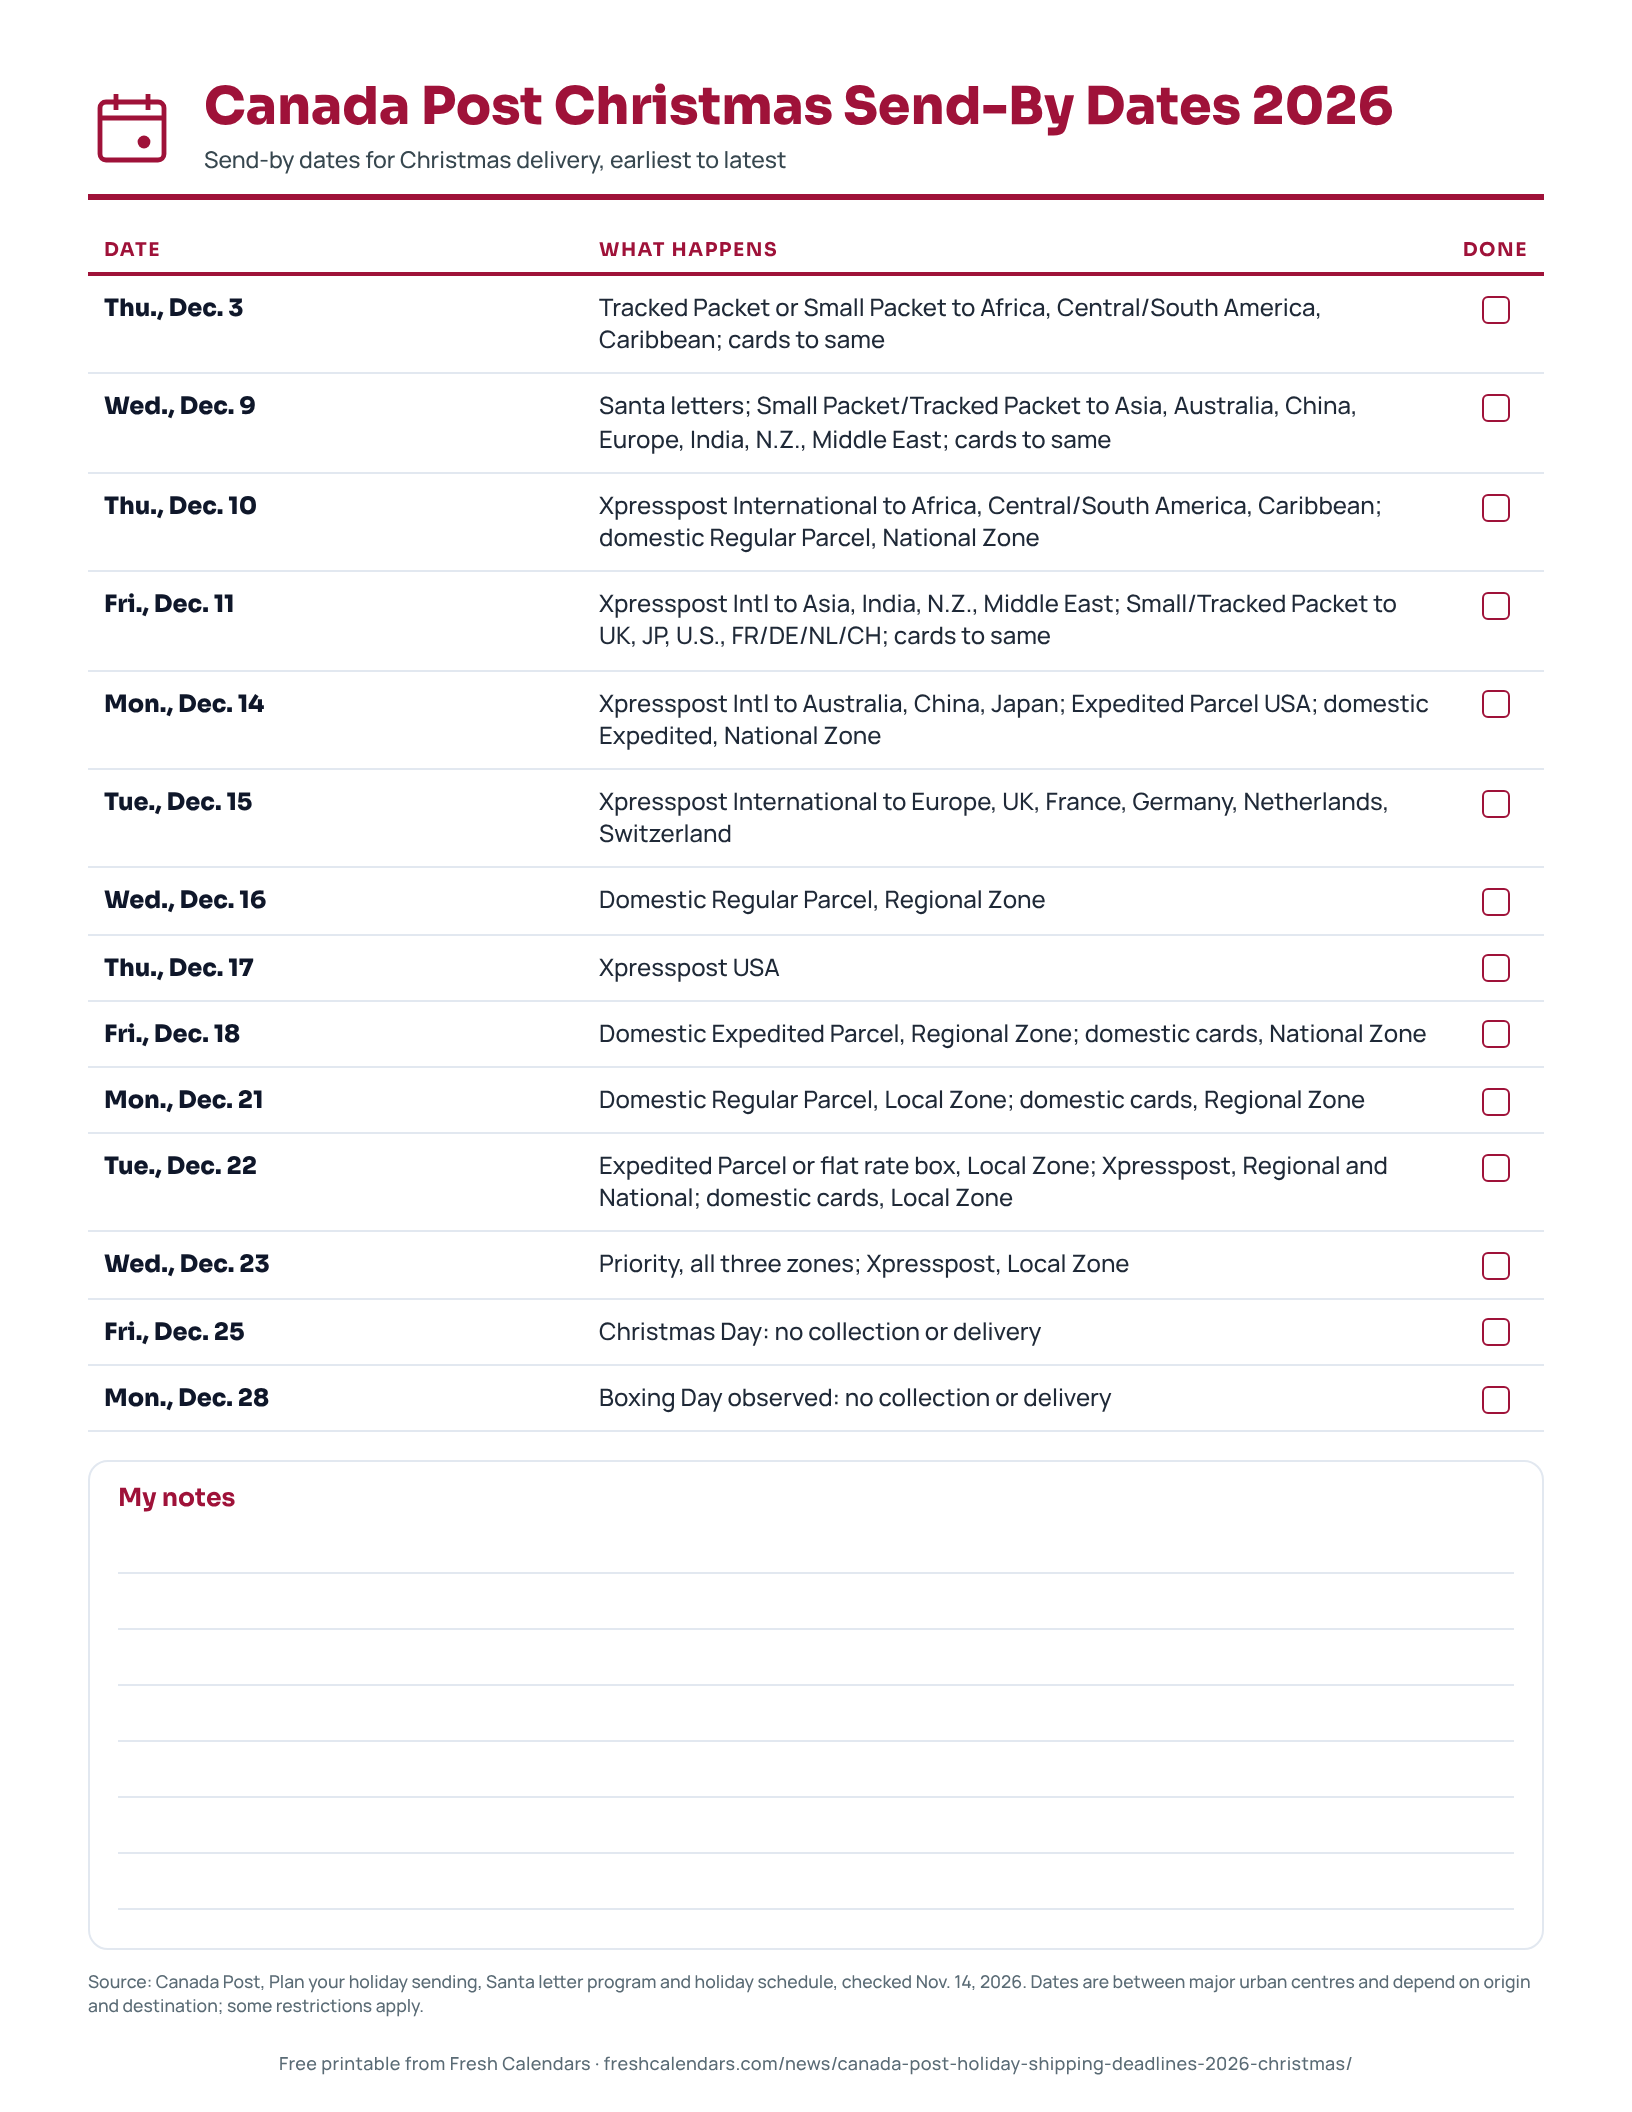 Canada Post Christmas Send-By Dates 2026
Send-by dates for Christmas delivery, earliest to latest
DATE WHAT HAPPENS DONE
Thu., Dec. 3 Tracked Packet or Small Packet to Africa, Central/South America,
Caribbean; cards to same
Wed., Dec. 9 Santa letters; Small Packet/Tracked Packet to Asia, Australia, China,
Europe, India, N.Z., Middle East; cards to same
Thu., Dec. 10 Xpresspost International to Africa, Central/South America, Caribbean;
domestic Regular Parcel, National Zone
Fri., Dec. 11 Xpresspost Intl to Asia, India, N.Z., Middle East; Small/Tracked Packet to
UK, JP, U.S., FR/DE/NL/CH; cards to same
Mon., Dec. 14 Xpresspost Intl to Australia, China, Japan; Expedited Parcel USA; domestic
Expedited, National Zone
Tue., Dec. 15 Xpresspost International to Europe, UK, France, Germany, Netherlands,
Switzerland
Wed., Dec. 16 Domestic Regular Parcel, Regional Zone
Thu., Dec. 17 Xpresspost USA
Fri., Dec. 18 Domestic Expedited Parcel, Regional Zone; domestic cards, National Zone
Mon., Dec. 21 Domestic Regular Parcel, Local Zone; domestic cards, Regional Zone
Tue., Dec. 22 Expedited Parcel or flat rate box, Local Zone; Xpresspost, Regional and
National; domestic cards, Local Zone
Wed., Dec. 23 Priority, all three zones; Xpresspost, Local Zone
Fri., Dec. 25 Christmas Day: no collection or delivery
Mon., Dec. 28 Boxing Day observed: no collection or delivery
My notes
Source: Canada Post, Plan your holiday sending, Santa letter program and holiday schedule, checked Nov. 14, 2026. Dates are between major urban centres and depend on origin
and destination; some restrictions apply.
Free printable from Fresh Calendars · freshcalendars.com/news/canada-post-holiday-shipping-deadlines-2026-christmas/